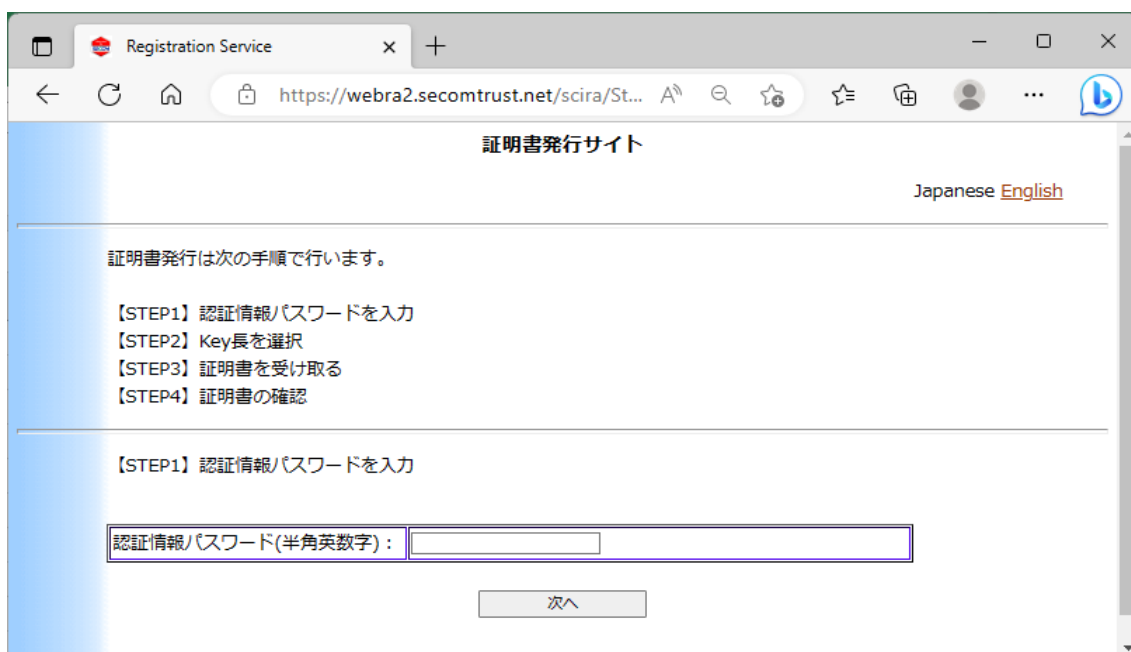 Registration Service
https://webra2.secomtrust.net/scira/St...
証明書発行サイト
Japanese English
証明書発行は次の手順で行います。
【STEP1】認証情報パスワードを入力
【STEP2】Key長を選択
【STEP3】証明書を受け取る
【STEP4】証明書の確認
【STEP1】認証情報パスワードを入力
認証情報パスワード(半角英数字)：
次へ